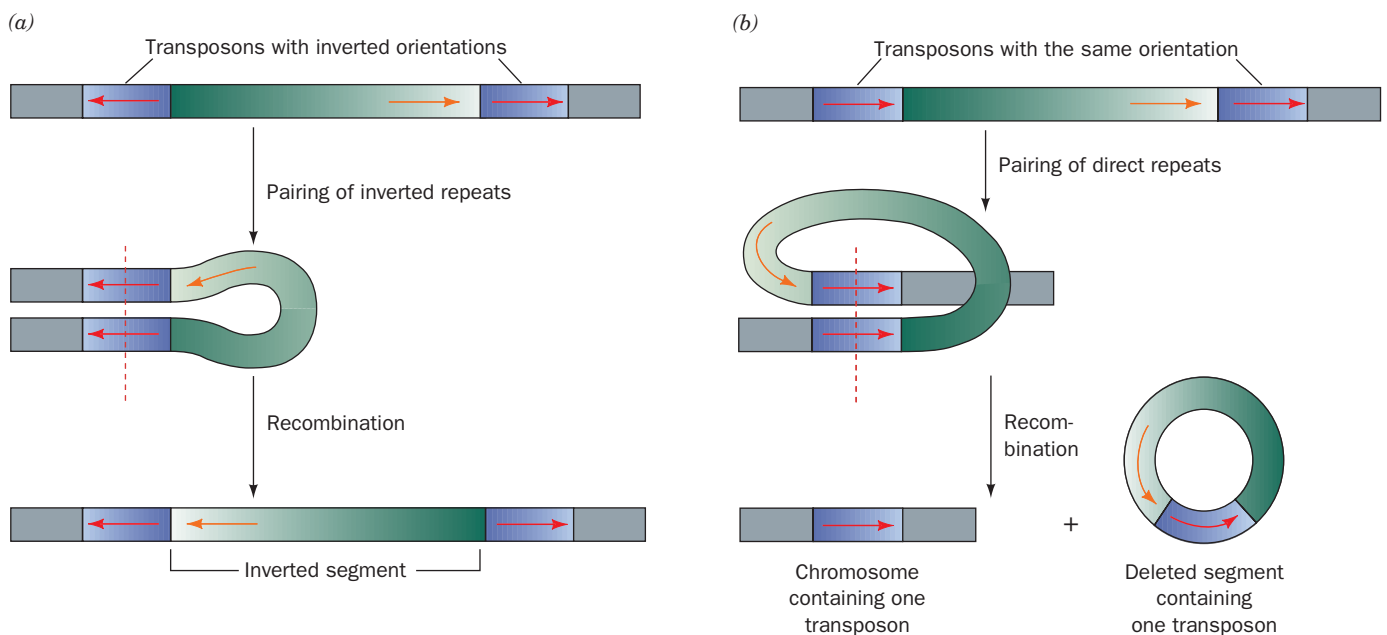 (a)
Transposons with inverted orientations
Pairing of inverted repeats
Recombination
Inverted segment
(b)
Transposons with the same orientation
Pairing of direct repeats
Recom-
bination
+
Chromosome
containing one
transposon
Deleted segment
containing
one transposon